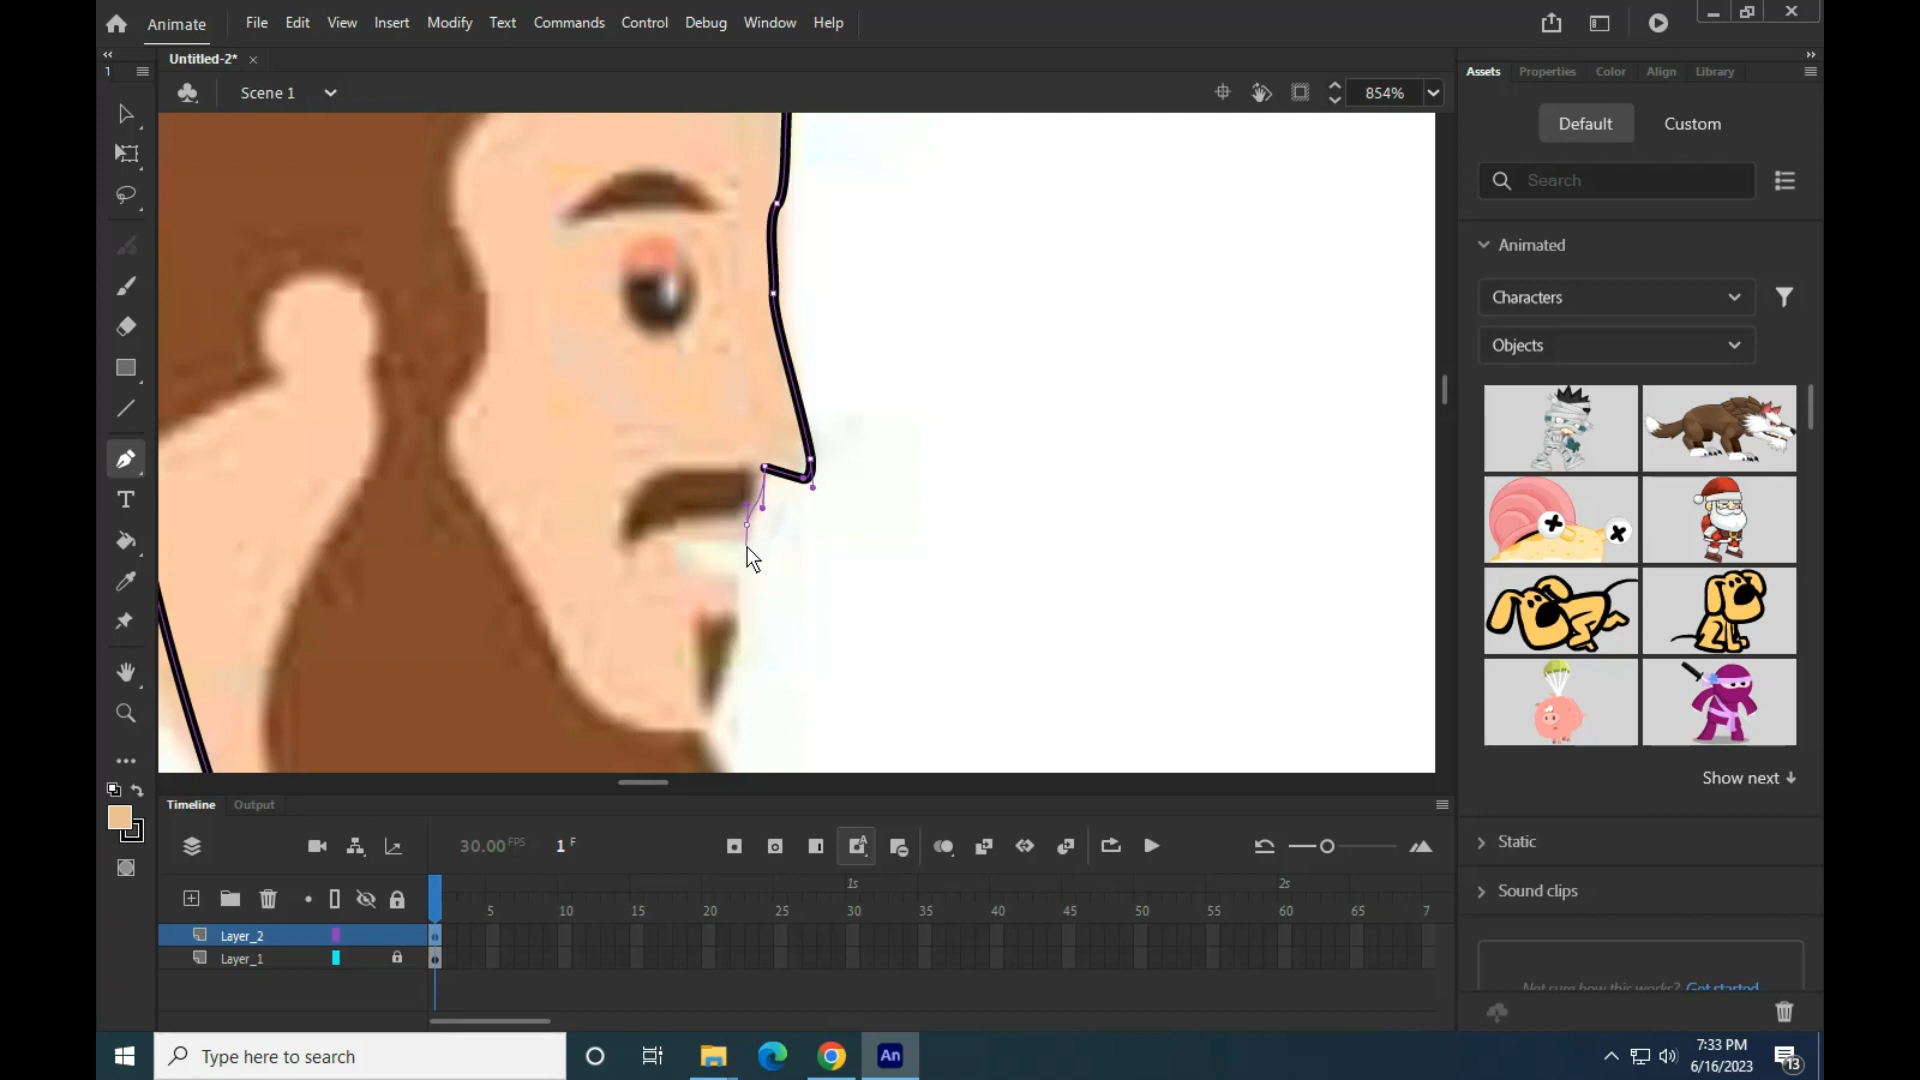 Animate File Edit View Insert Modify Text Commands Control Debug Window Help
Untitled-2*
1
Assets Properties Color Align Library
Scene 1 854%
Default Custom
Search
Animated
Characters
Objects
T
Show next
Timeline Output
Static
30.00 FPS 1 F
Sound clips
1s 2s
5 10 15 20 25 30 35 40 45 50 55 60 65 7
Layer_2
Layer_1
Not sure how this works? Get started
Type here to search
An
7:33 PM
6/16/2023
13